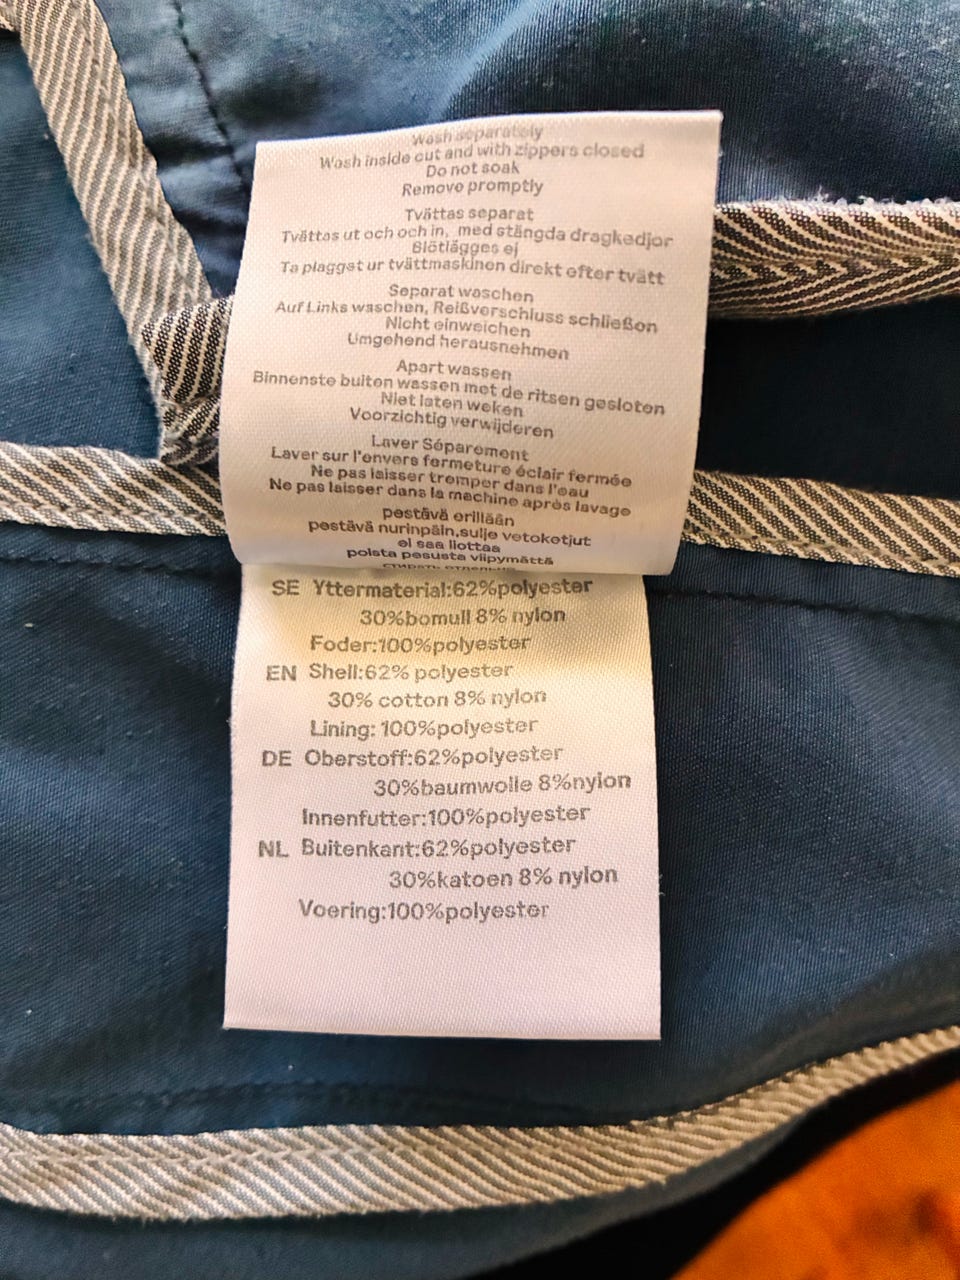 Wash separately
Wash inside out and with zippers closed
Do not soak
Remove promptly
Tvättas separat
Tvättas ut och och in, med stängda dragkedjor
Blötlägges ej
Ta plagget ur tvättmaskinen direkt efter tvätt
Separat waschen
Auf Links waschen, Reißverschluss schließen
Nicht einweichen
Umgehend herausnehmen
Apart wassen
Binnenste buiten wassen met de ritsen gesloten
Niet laten weken
Voorzichtig verwijderen
Laver Séparement
Laver sur l'envers fermeture éclair fermée
Ne pas laisser tremper dans l'eau
Ne pas laisser dans la machine après lavage
pestävä erillään
pestävä nurinpäin,sulje vetoketjut
ei saa liottaa
poista pesusta viipymättä
SE Yttermaterial:62%polyester
30%bomull 8% nylon
Foder:100%polyester
EN Shell:62% polyester
30% cotton 8% nylon
Lining: 100%polyester
DE Oberstoff:62%polyester
30%baumwolle 8%nylon
Innenfutter:100%polyester
NL Buitenkant:62%polyester
30%katoen 8% nylon
Voering:100%polyester